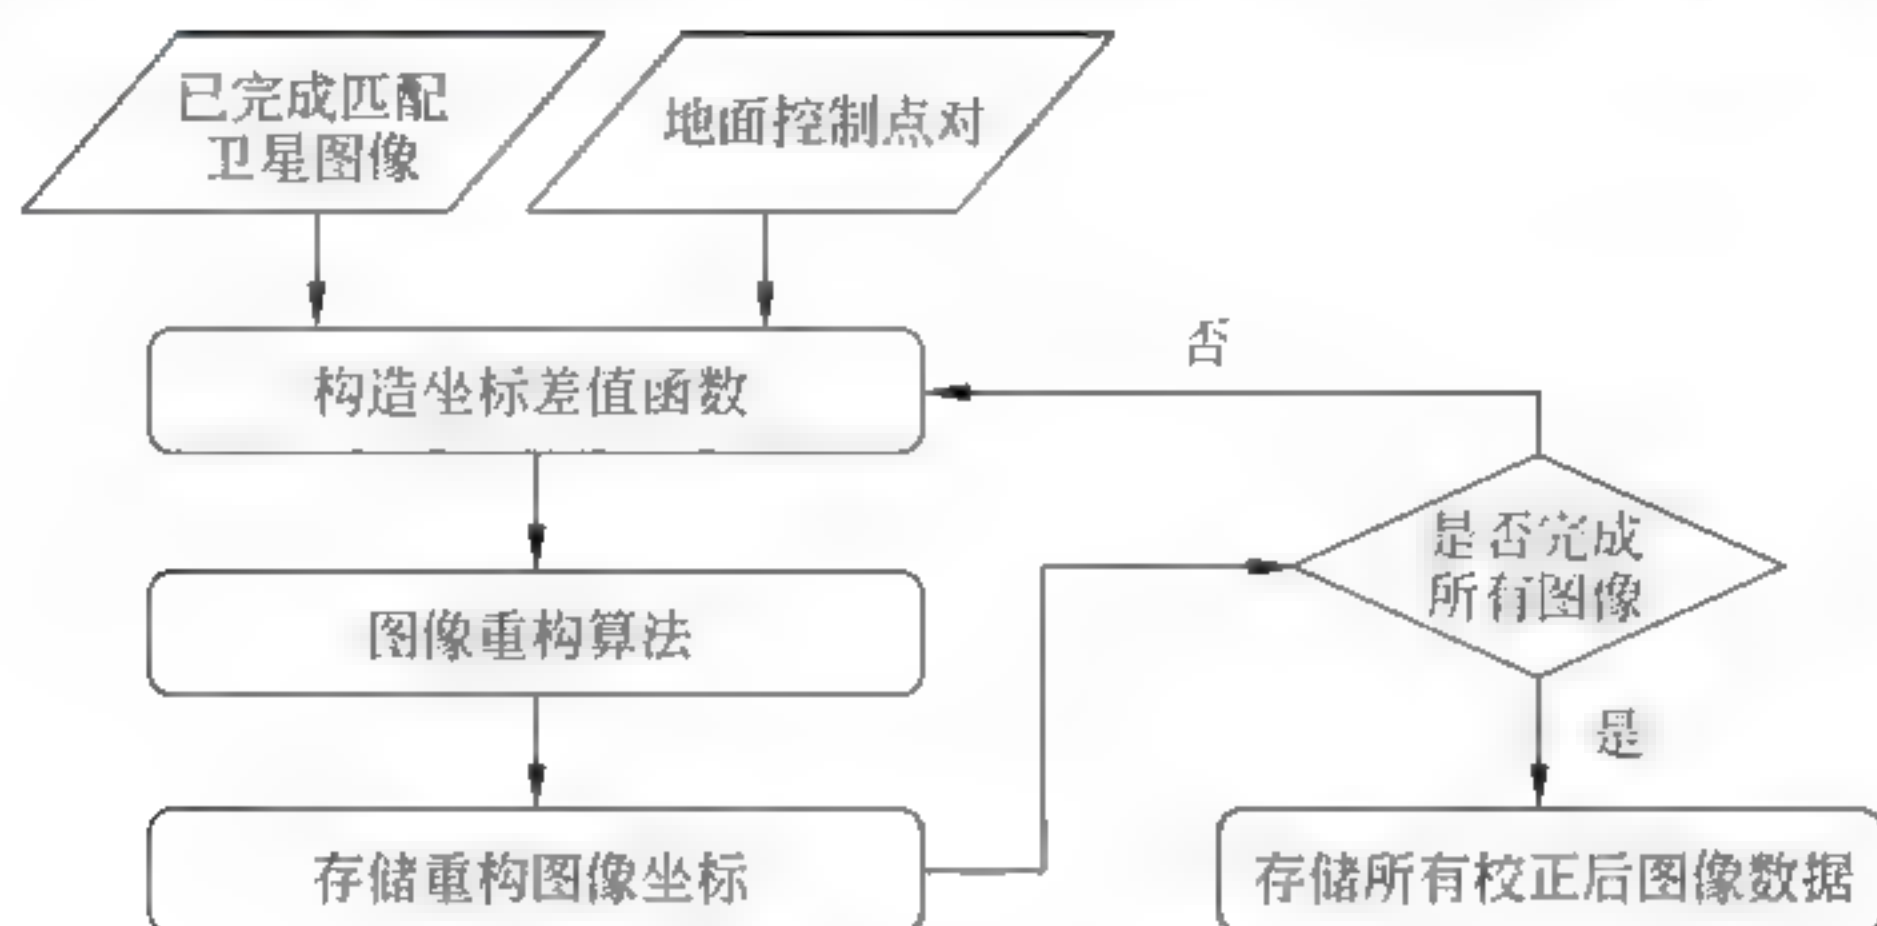 已完成匹配
卫星图像
地面控制点对
构造坐标差值函数
否
图像重构算法
是否完成
所有图像
是
存储重构图像坐标
存储所有校正后图像数据